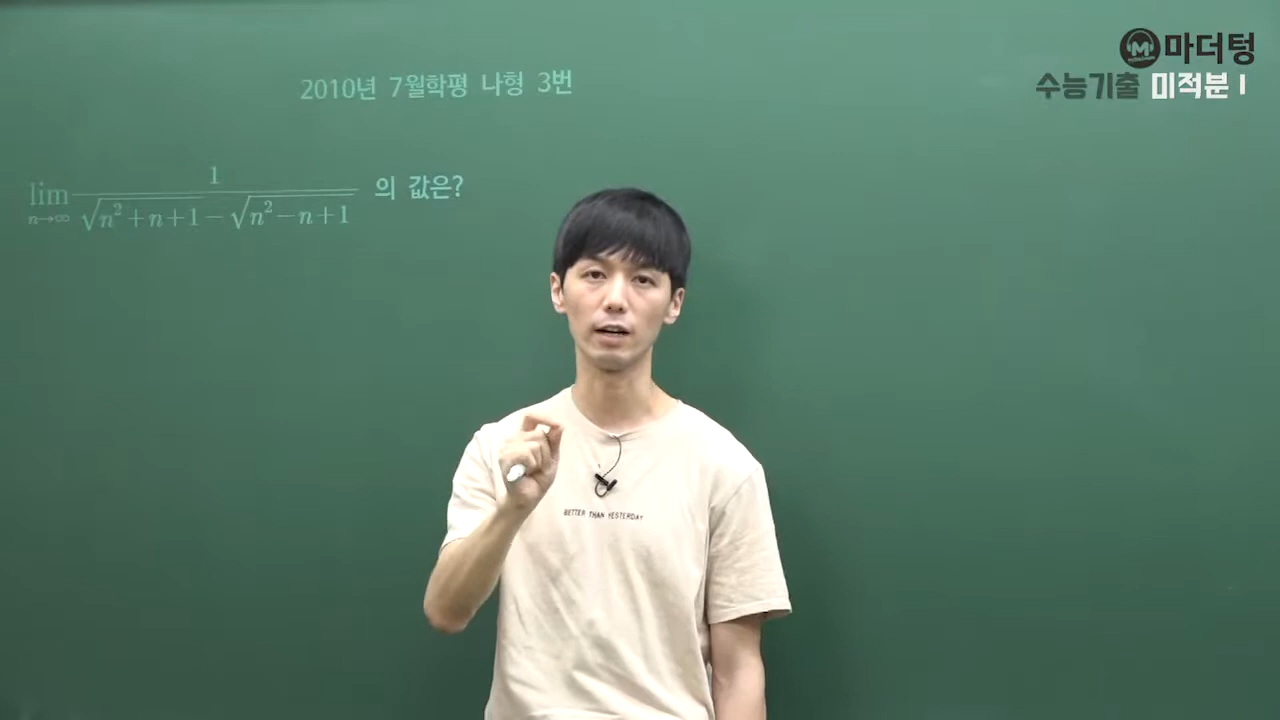 마더텅
수능기출 미적분 I
2010년 7월학평 나형 3번
lim n→∞ 1/(√(n²+n+1) − √(n²−n+1)) 의 값은?
BETTER THAN YESTERDAY